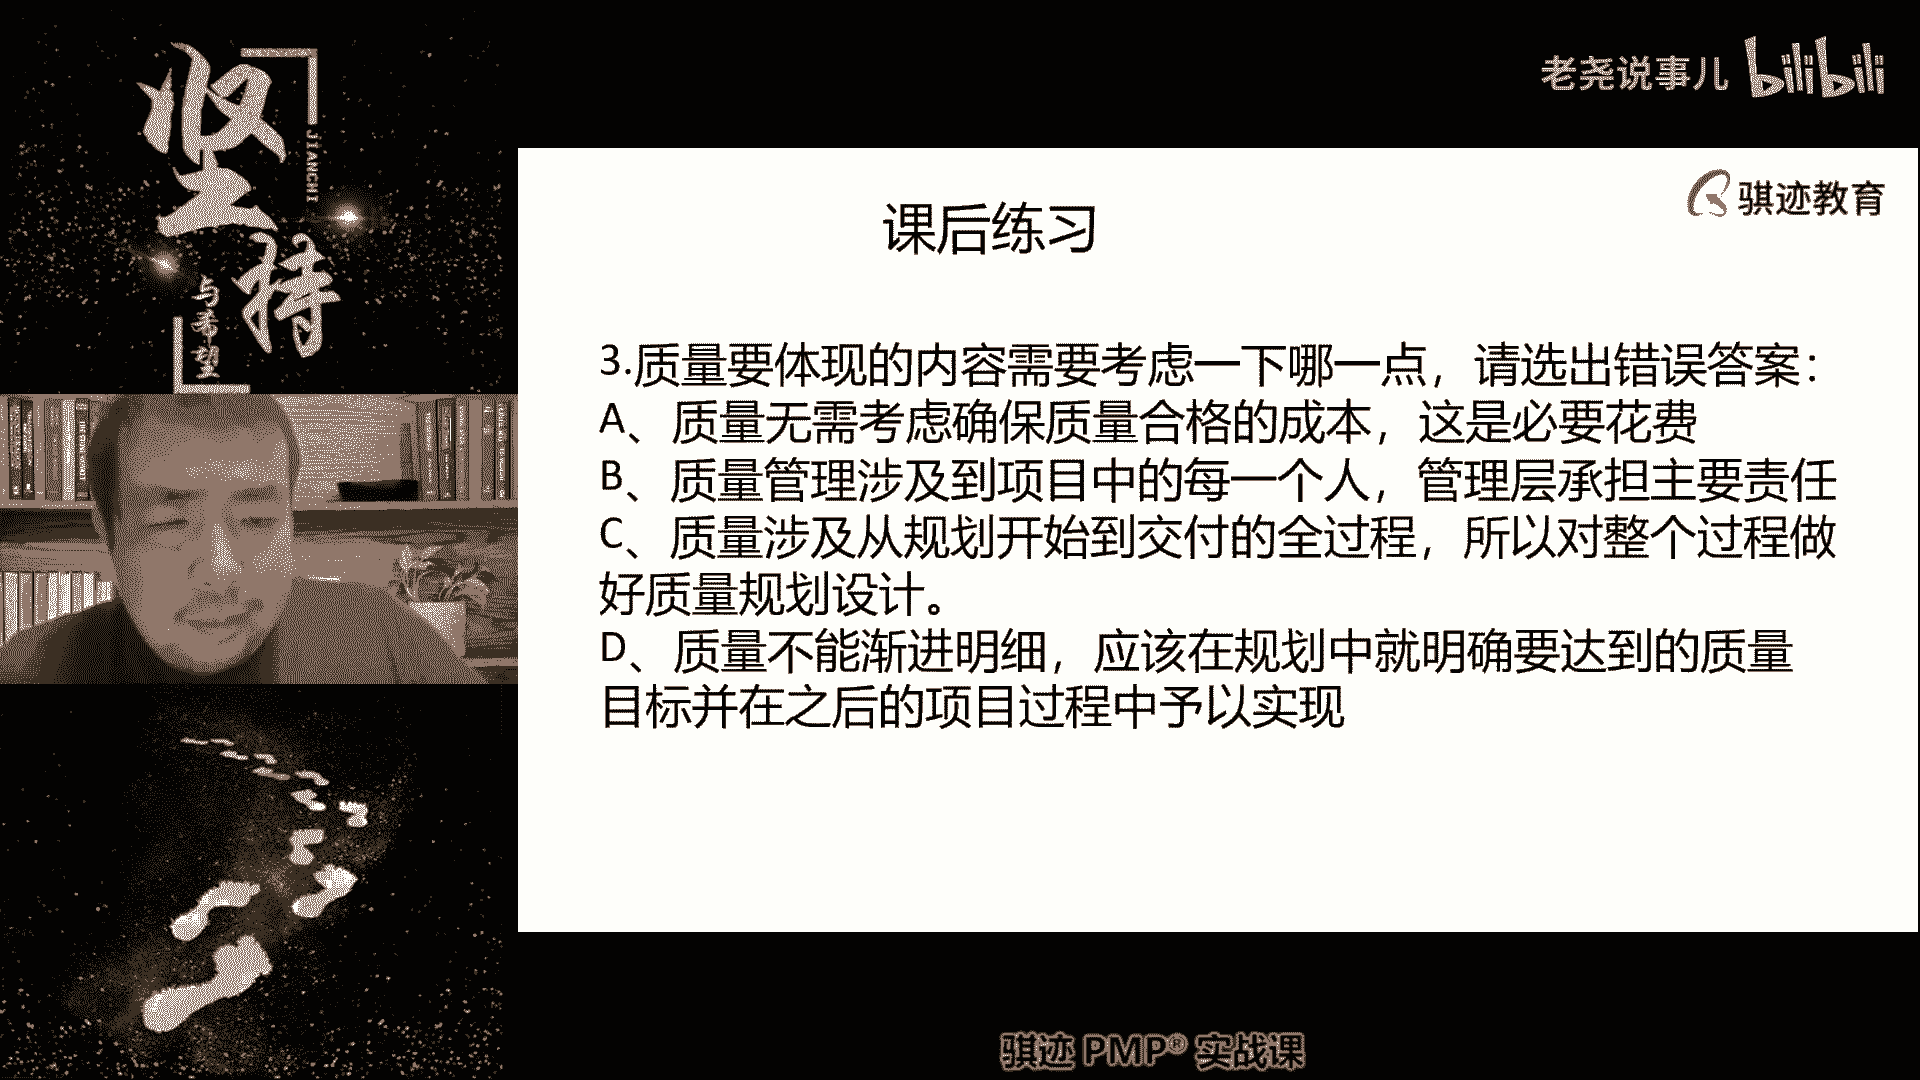 坚持
JIANCHI
与希望
老尧说事儿 bilibili
骐迹教育
课后练习
3.质量要体现的内容需要考虑一下哪一点，请选出错误答案：
A、质量无需考虑确保质量合格的成本，这是必要花费
B、质量管理涉及到项目中的每一个人，管理层承担主要责任
C、质量涉及从规划开始到交付的全过程，所以对整个过程做
好质量规划设计。
D、质量不能渐进明细，应该在规划中就明确要达到的质量
目标并在之后的项目过程中予以实现
骐迹 PMP® 实战课